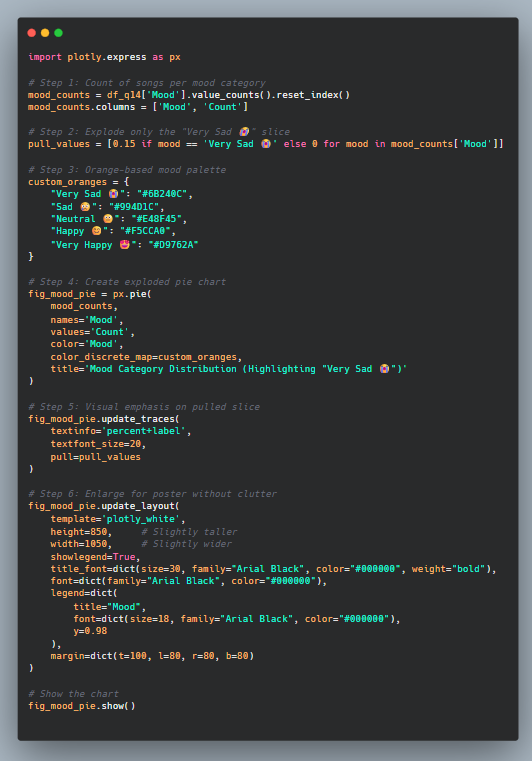 import plotly.express as px
# Step 1: Count of songs per mood category
mood_counts = df_q14['Mood'].value_counts().reset_index()
mood_counts.columns = ['Mood', 'Count']
# Step 2: Explode only the "Very Sad 😭" slice
pull_values = [0.15 if mood == 'Very Sad 😭' else 0 for mood in mood_counts['Mood']]
# Step 3: Orange-based mood palette
custom_oranges = {
    "Very Sad 😭": "#6B240C",
    "Sad 😢": "#994D1C",
    "Neutral 😐": "#E48F45",
    "Happy 😊": "#F5CCA0",
    "Very Happy 😍": "#D9762A"
}
# Step 4: Create exploded pie chart
fig_mood_pie = px.pie(
    mood_counts,
    names='Mood',
    values='Count',
    color='Mood',
    color_discrete_map=custom_oranges,
    title='Mood Category Distribution (Highlighting "Very Sad 😭")'
)
# Step 5: Visual emphasis on pulled slice
fig_mood_pie.update_traces(
    textinfo='percent+label',
    textfont_size=20,
    pull=pull_values
)
# Step 6: Enlarge for poster without clutter
fig_mood_pie.update_layout(
    template='plotly_white',
    height=850,     # Slightly taller
    width=1050,     # Slightly wider
    showlegend=True,
    title_font=dict(size=30, family="Arial Black", color="#000000", weight="bold"),
    font=dict(family="Arial Black", color="#000000"),
    legend=dict(
        title="Mood",
        font=dict(size=18, family="Arial Black", color="#000000"),
        y=0.98
    ),
    margin=dict(t=100, l=80, r=80, b=80)
)
# Show the chart
fig_mood_pie.show()